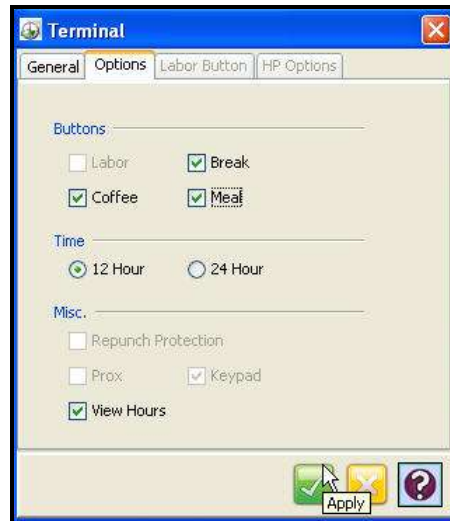 Terminal
General Options Labor Button HP Options
Buttons
Labor Break
Coffee Meal
Time
12 Hour 24 Hour
Misc.
Repunch Protection
Prox Keypad
View Hours
?
Apply